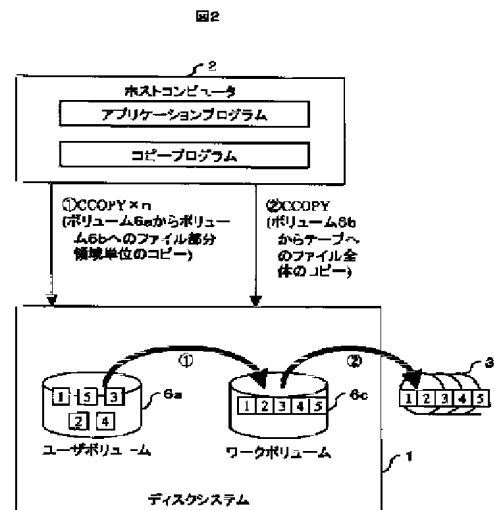 図2
2
ホストコンピュータ
アプリケーションプログラム
コピープログラム
①CCOPY×n
(ボリューム6aからボリュー
ム6bへのファイル部分
領域単位のコピー)
②CCOPY
(ボリューム6b
からテープへ
のファイル全
体のコピー)
① ②
3
1 5 3
2 4
6a
1 2 3 4 5
6c
1 2 3 4 5
ユーザボリューム
ワークボリューム
1
ディスクシステム